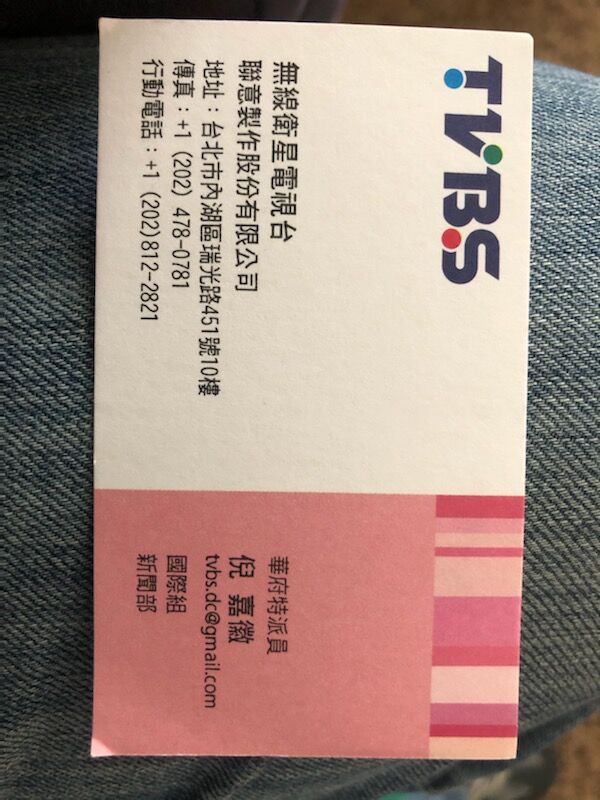 TVBS
無線衛星電視台
聯意製作股份有限公司
地址：台北市內湖區瑞光路451號10樓
傳真：+1 (202) 478-0781
行動電話：+1 (202)812-2821
華府特派員
倪 嘉徽
tvbs.dc@gmail.com
國際組
新聞部